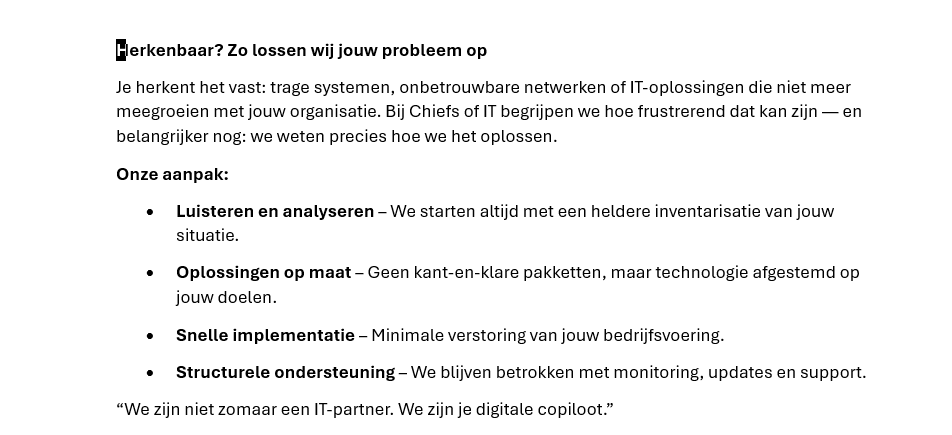 Herkenbaar? Zo lossen wij jouw probleem op
Je herkent het vast: trage systemen, onbetrouwbare netwerken of IT-oplossingen die niet meer
meegroeien met jouw organisatie. Bij Chiefs of IT begrijpen we hoe frustrerend dat kan zijn — en
belangrijker nog: we weten precies hoe we het oplossen.
Onze aanpak:
• Luisteren en analyseren – We starten altijd met een heldere inventarisatie van jouw
situatie.
• Oplossingen op maat – Geen kant-en-klare pakketten, maar technologie afgestemd op
jouw doelen.
• Snelle implementatie – Minimale verstoring van jouw bedrijfsvoering.
• Structurele ondersteuning – We blijven betrokken met monitoring, updates en support.
“We zijn niet zomaar een IT-partner. We zijn je digitale copiloot.”